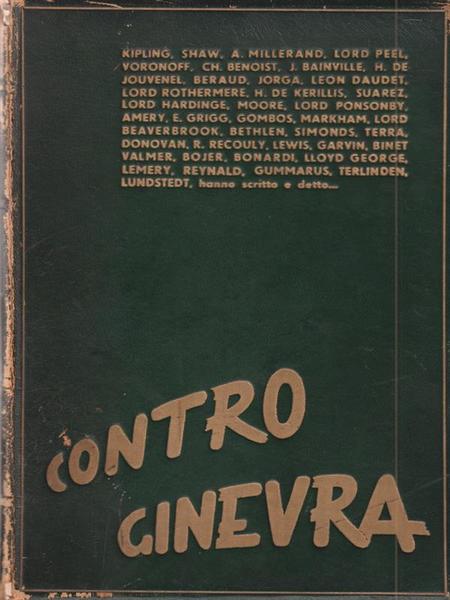 KIPLING, SHAW, A. MILLERAND, LORD PEEL,
VORONOFF, CH. BENOIST, J. BAINVILLE, H. DE
JOUVENEL, BERAUD, JORGA, LEON DAUDET,
LORD ROTHERMERE, H. DE KERILLIS, SUAREZ,
LORD HARDINGE, MOORE, LORD PONSONBY,
AMERY, E. GRIGG, GOMBOS, MARKHAM, LORD
BEAVERBROOK, BETHLEN, SIMONDS, TERRA,
DONOVAN, R. RECOULY, LEWIS, GARVIN, BINET
VALMER, BOJER, BONARDI, LLOYD GEORGE,
LEMERY, REYNALD, GUMMARUS, TERLINDEN,
LUNDSTEDT, hanno scritto e detto...
CONTRO
GINEVRA